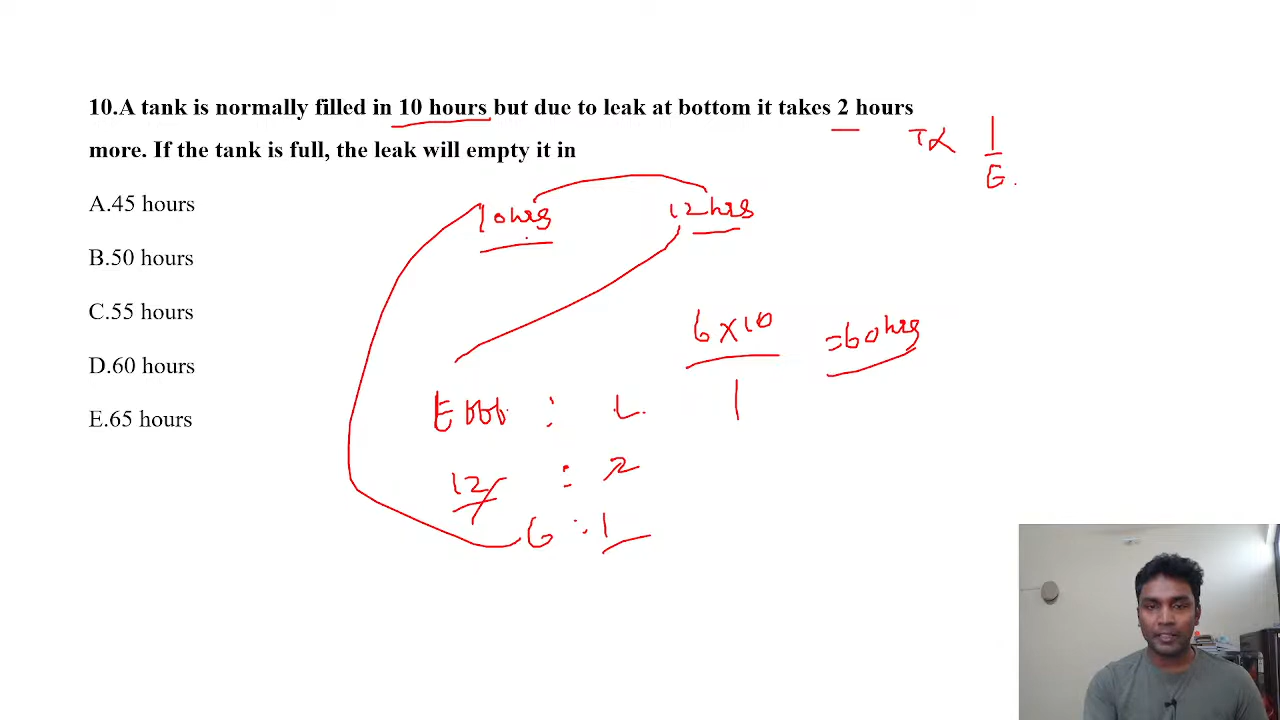 10.A tank is normally filled in 10 hours but due to leak at bottom it takes 2 hours
more. If the tank is full, the leak will empty it in
T∝ 1/E.
A.45 hours
10hrs 12hrs
B.50 hours
C.55 hours
6×10/1 =60hrs
D.60 hours
E.65 hours
: L.
12 : 2
6 : 1